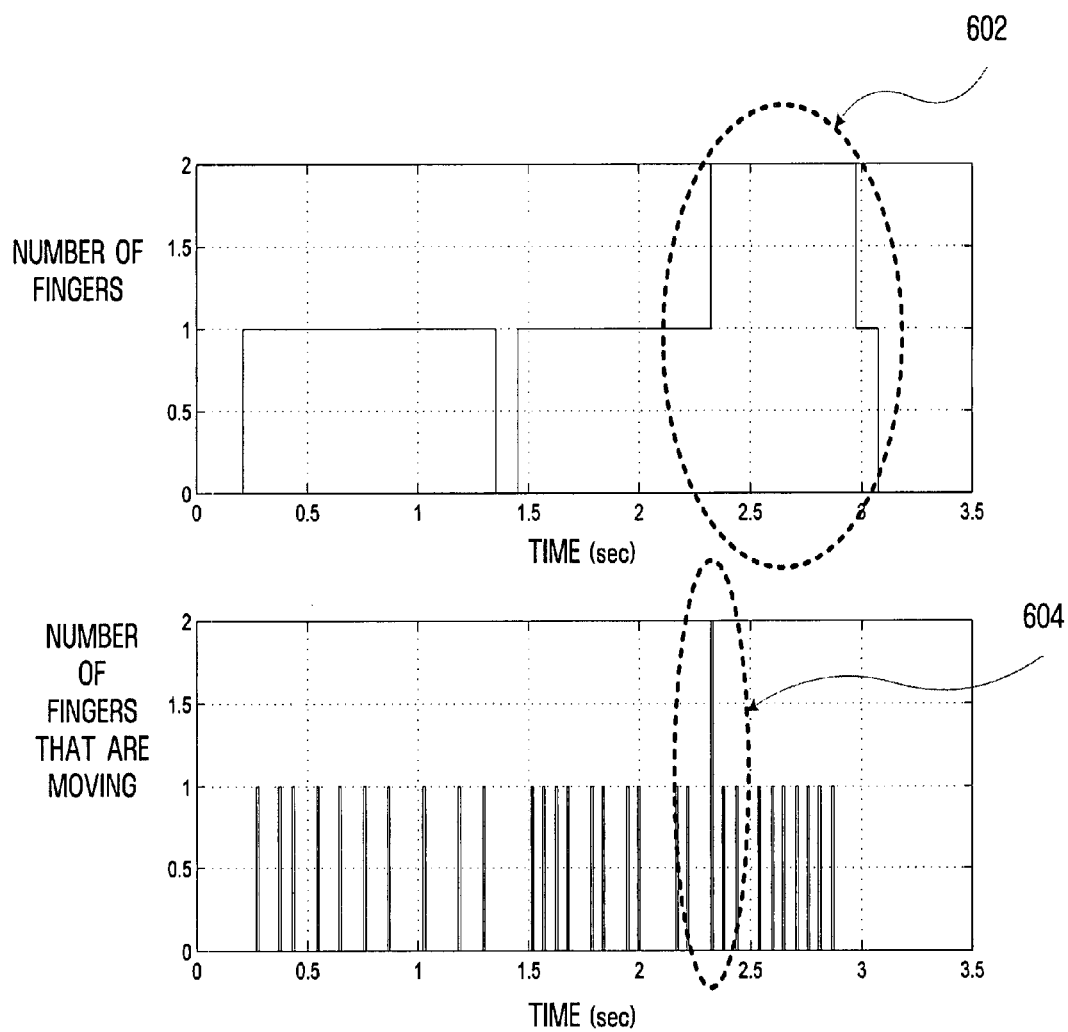 602
2
1.5
NUMBER OF
FINGERS
1
0.5
0
0 0.5 1 1.5 2 2.5 3 3.5
TIME (sec)
604
2
NUMBER
OF
FINGERS
THAT ARE
MOVING
1.5
1
0.5
0
0 0.5 1 1.5 2 2.5 3 3.5
TIME (sec)